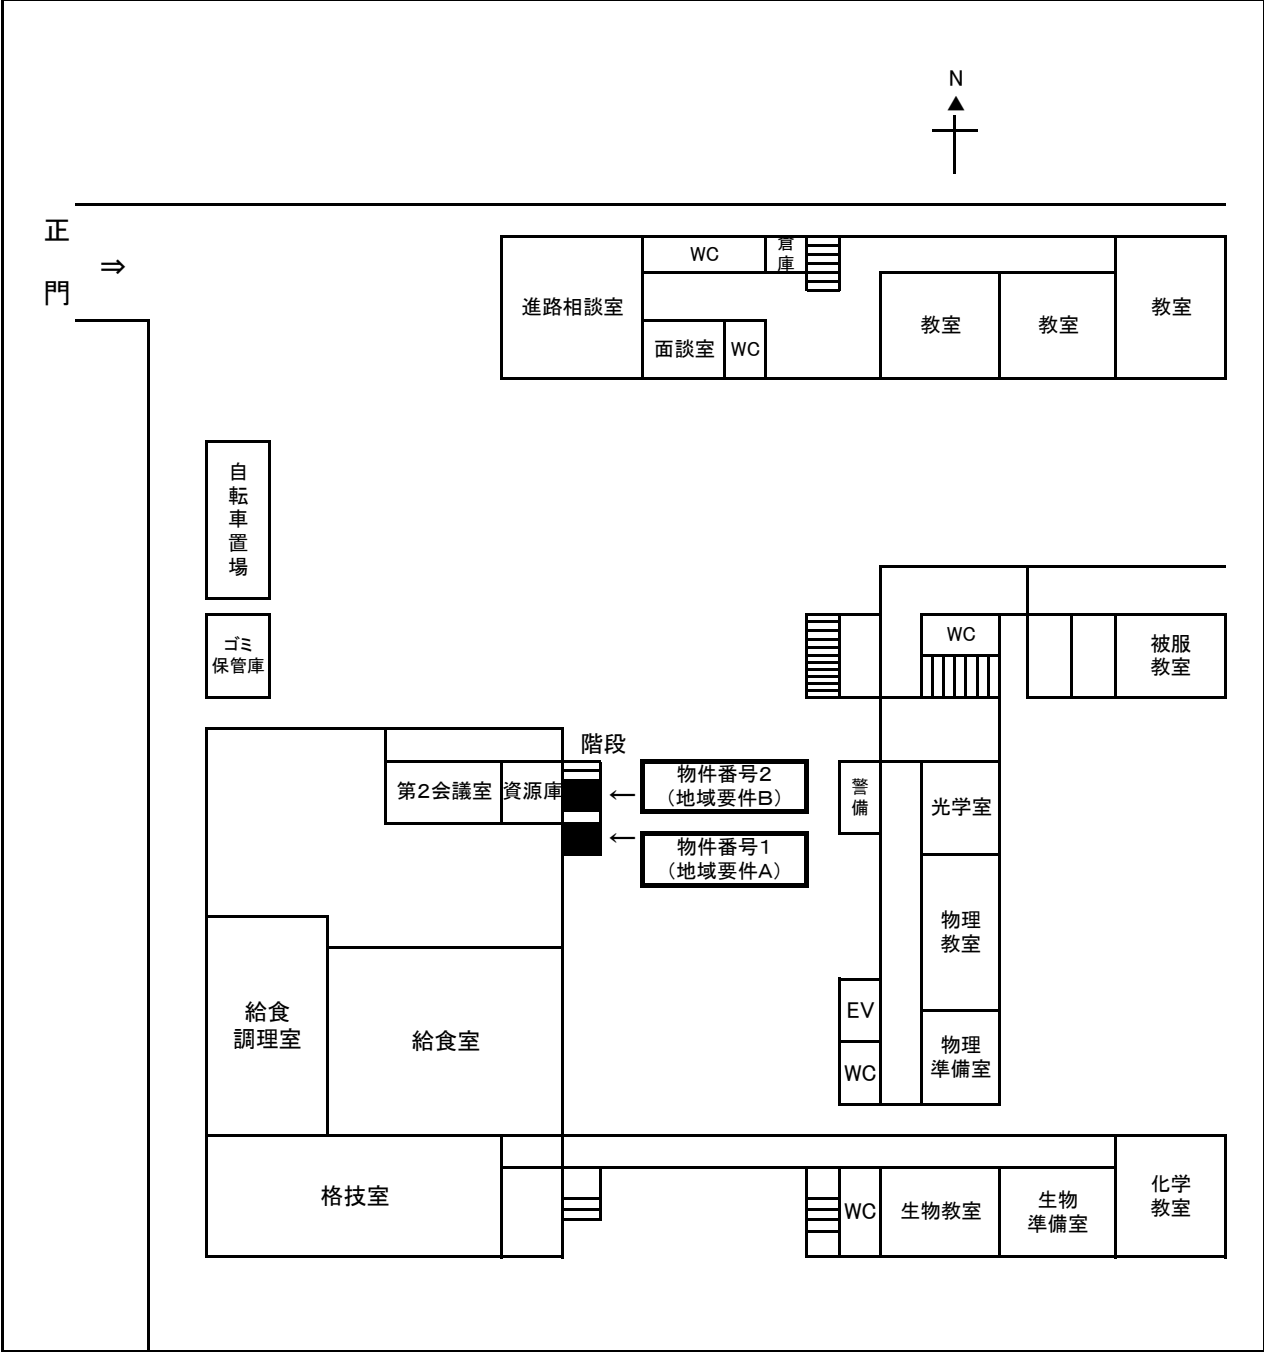 N
正
門
⇒
WC
倉
庫
進路相談室
面談室
WC
教室
教室
教室
自
転
車
置
場
ゴミ
保管庫
WC
被服
教室
階段
第2会議室
資源庫
←
物件番号2
（地域要件B）
←
物件番号1
（地域要件A）
警
備
光学室
物理
教室
EV
WC
物理
準備室
給食
調理室
給食室
格技室
WC
生物教室
生物
準備室
化学
教室